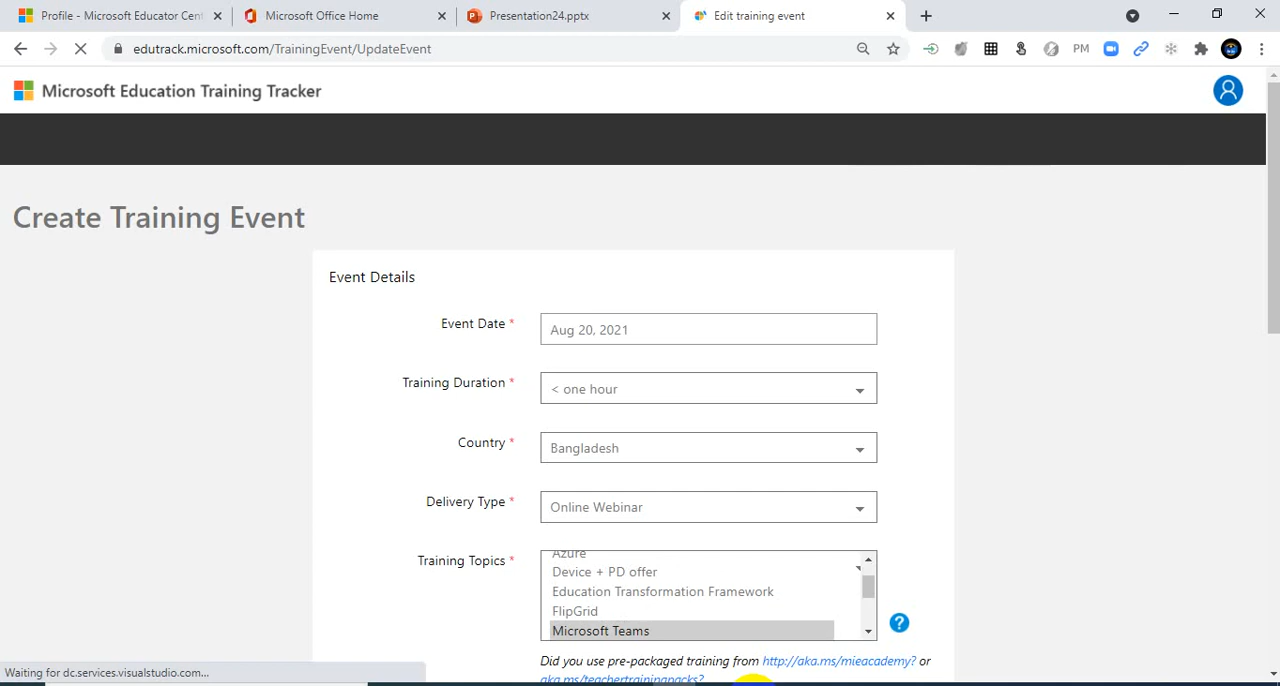 Profile - Microsoft Educator Cent
Microsoft Office Home
Presentation24.pptx
Edit training event
edutrack.microsoft.com/TrainingEvent/UpdateEvent
PM
Microsoft Education Training Tracker
Create Training Event
Event Details
Event Date *
Aug 20, 2021
Training Duration *
< one hour
Country *
Bangladesh
Delivery Type *
Online Webinar
Training Topics *
Azure
Device + PD offer
Education Transformation Framework
FlipGrid
Microsoft Teams
?
Did you use pre-packaged training from http://aka.ms/mieacademy? or
aka.ms/teachertrainingpacks?
Waiting for dc.services.visualstudio.com...